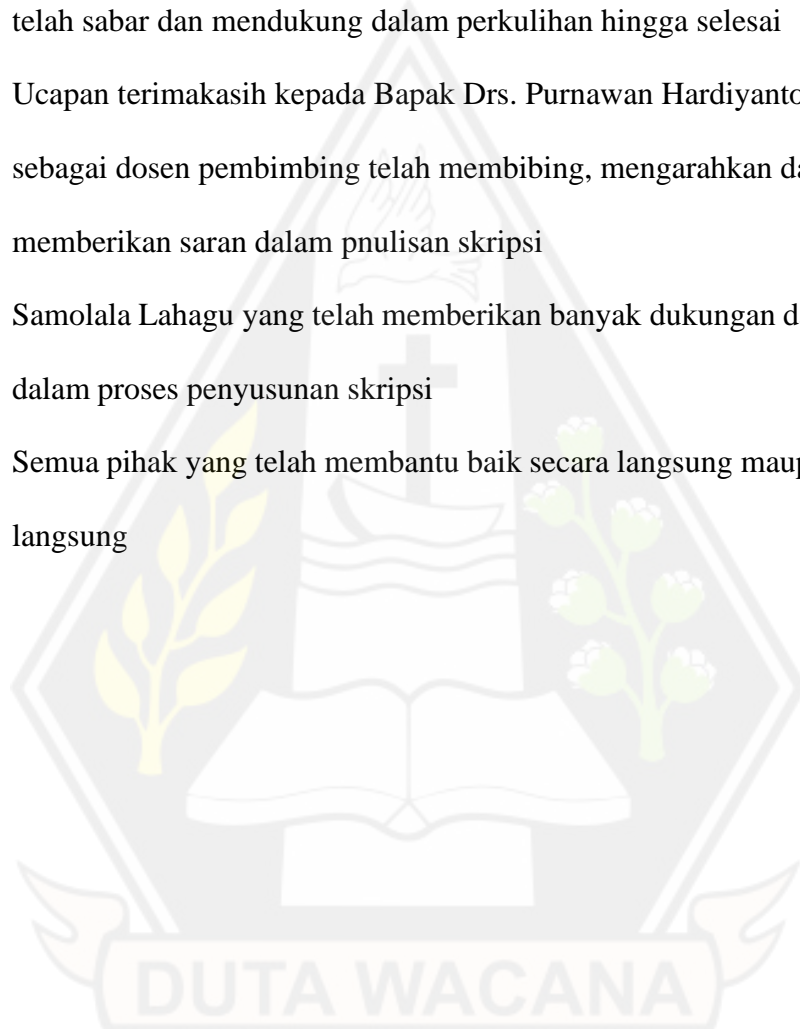 telah sabar dan mendukung dalam perkulihan hingga selesai
Ucapan terimakasih kepada Bapak Drs. Purnawan Hardiyanto
sebagai dosen pembimbing telah membibing, mengarahkan da
memberikan saran dalam pnulisan skripsi
Samolala Lahagu yang telah memberikan banyak dukungan d
dalam proses penyusunan skripsi
Semua pihak yang telah membantu baik secara langsung mau
langsung
DUTA WACANA